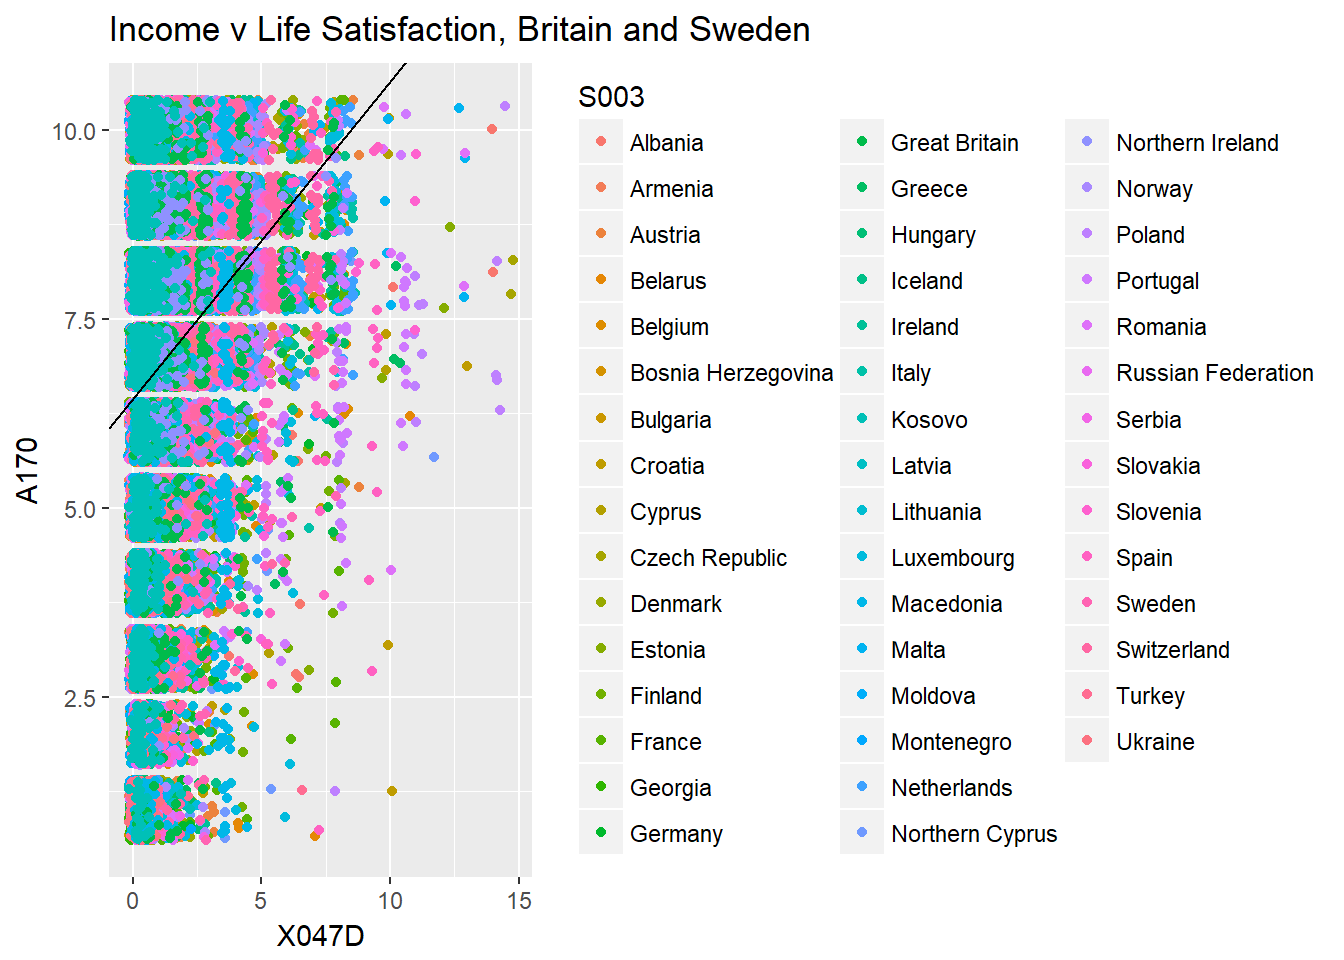 Income v Life Satisfaction, Britain and Sweden
A170
10.0
7.5
5.0
2.5
0
5
10
15
X047D
S003
Albania
Armenia
Austria
Belarus
Belgium
Bosnia Herzegovina
Bulgaria
Croatia
Cyprus
Czech Republic
Denmark
Estonia
Finland
France
Georgia
Germany
Great Britain
Greece
Hungary
Iceland
Ireland
Italy
Kosovo
Latvia
Lithuania
Luxembourg
Macedonia
Malta
Moldova
Montenegro
Netherlands
Northern Cyprus
Northern Ireland
Norway
Poland
Portugal
Romania
Russian Federation
Serbia
Slovakia
Slovenia
Spain
Sweden
Switzerland
Turkey
Ukraine